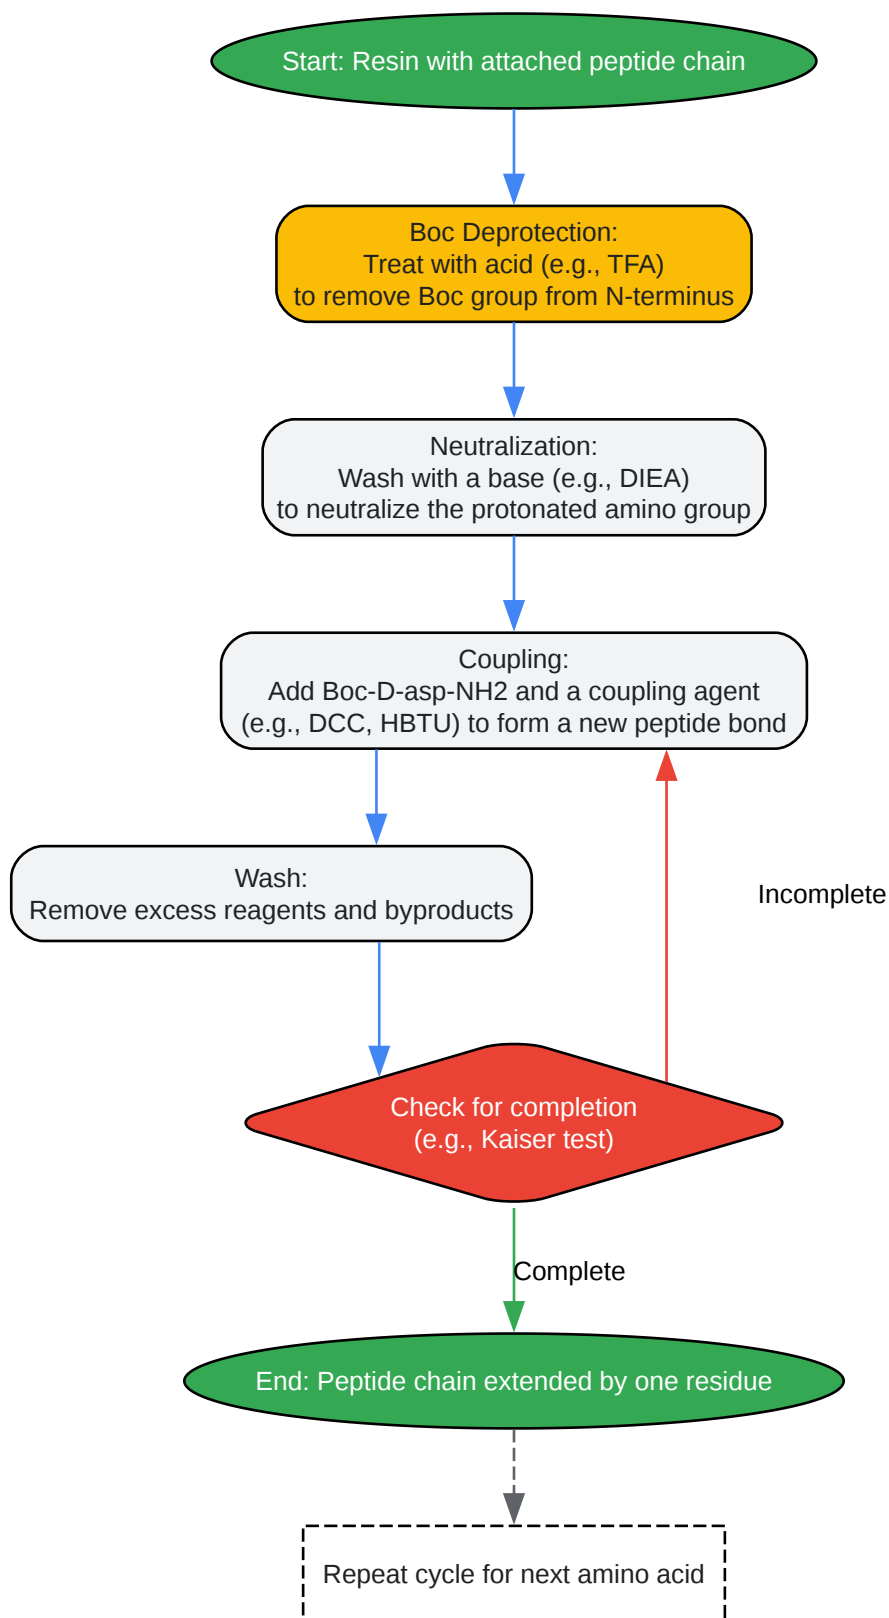 Start: Resin with attached peptide chain
Boc Deprotection:
Treat with acid (e.g., TFA)
to remove Boc group from N-terminus
Neutralization:
Wash with a base (e.g., DIEA)
to neutralize the protonated amino group
Coupling:
Add Boc-D-asp-NH2 and a coupling agent
(e.g., DCC, HBTU) to form a new peptide bond
Wash:
Remove excess reagents and byproducts
Incomplete
Check for completion
(e.g., Kaiser test)
Complete
End: Peptide chain extended by one residue
Repeat cycle for next amino acid